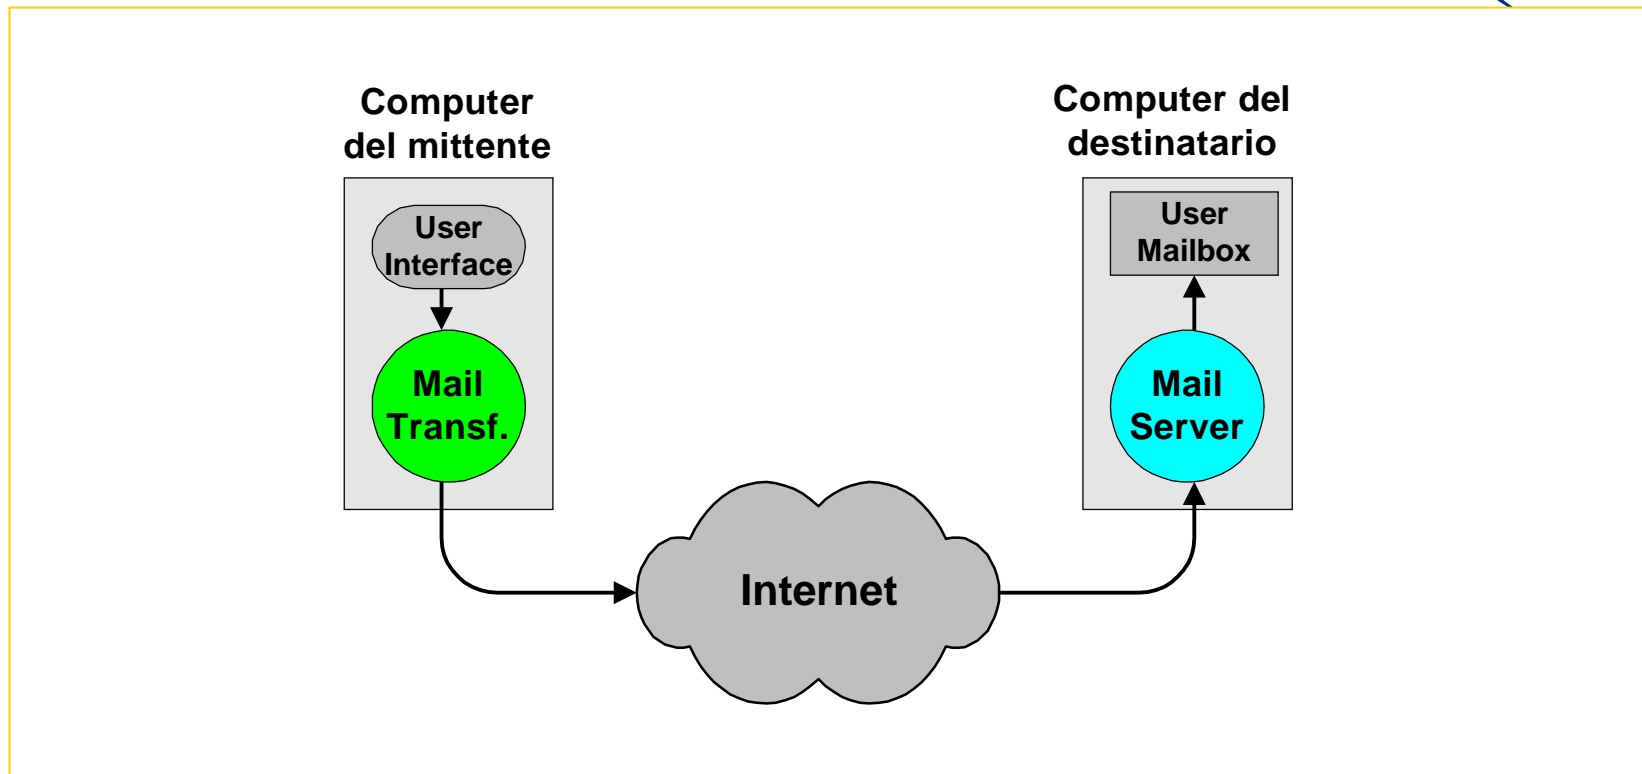 Computer
del mittente
User
Interface
Mail
Transf.
Computer del
destinatario
User
Mailbox
Mail
Server
Internet